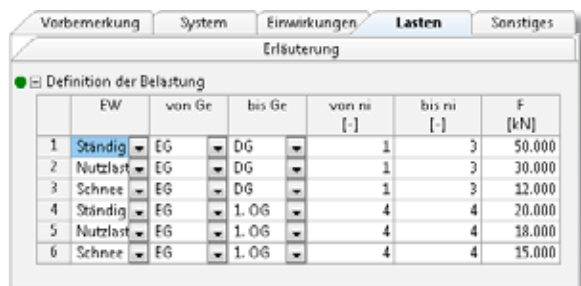 Vorbemerkung System Einwirkungen Lasten Sonstiges
Erläuterung
Definition der Belastung
EW von Ge bis Ge von ni bis ni F
[-] [-] [kN]
1 Ständig EG DG 1 3 50.000
2 Nutzlast EG DG 1 3 30.000
3 Schnee EG DG 1 3 12.000
4 Ständig EG 1. OG 4 4 20.000
5 Nutzlast EG 1. OG 4 4 18.000
6 Schnee EG 1. OG 4 4 15.000